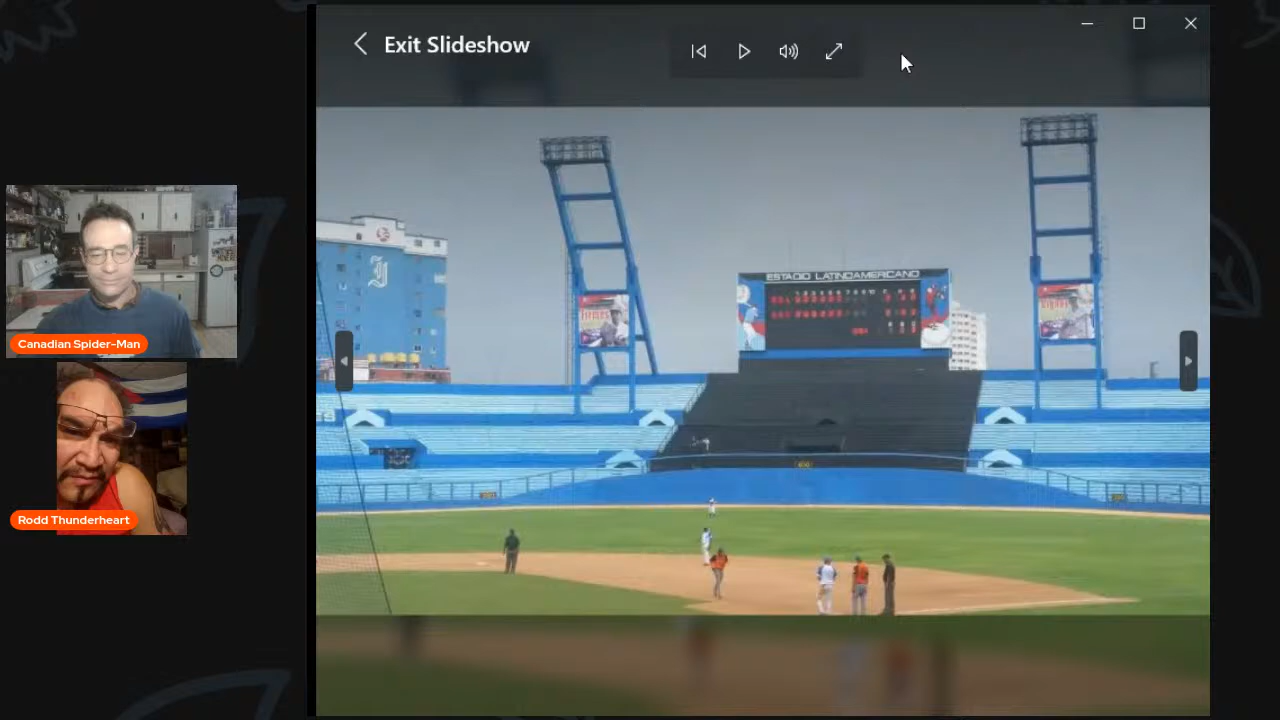 Exit Slideshow
ESTADIO LATINOAMERICANO
Canadian Spider-Man
Rodd Thunderheart